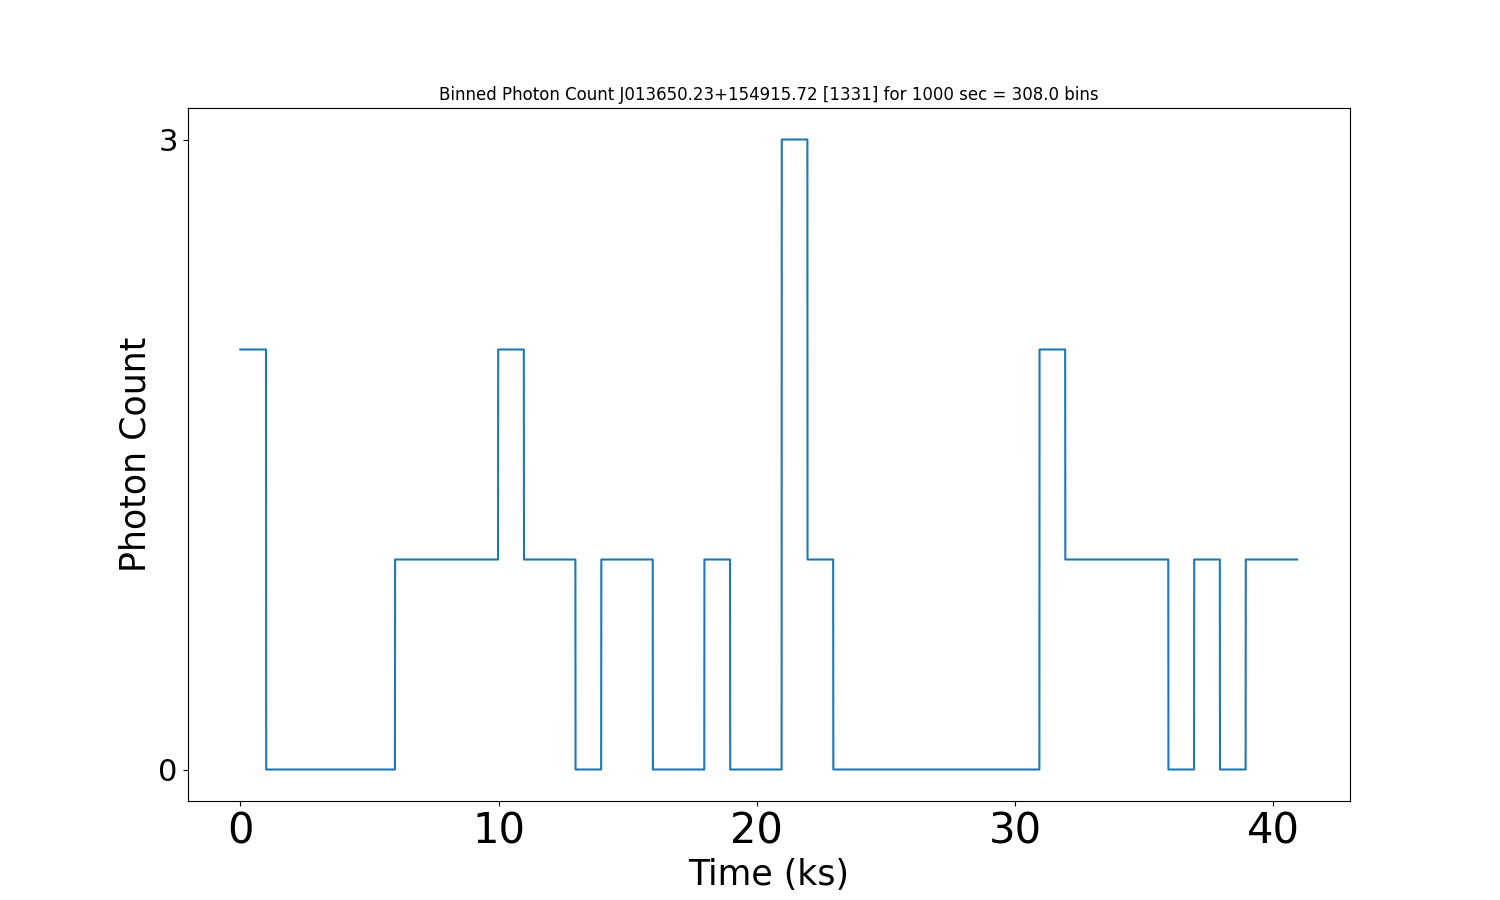 Binned Photon Count J013650.23+154915.72 [1331] for 1000 sec = 308.0 bins
3
Photon Count
0
0 10 20 30 40
Time (ks)